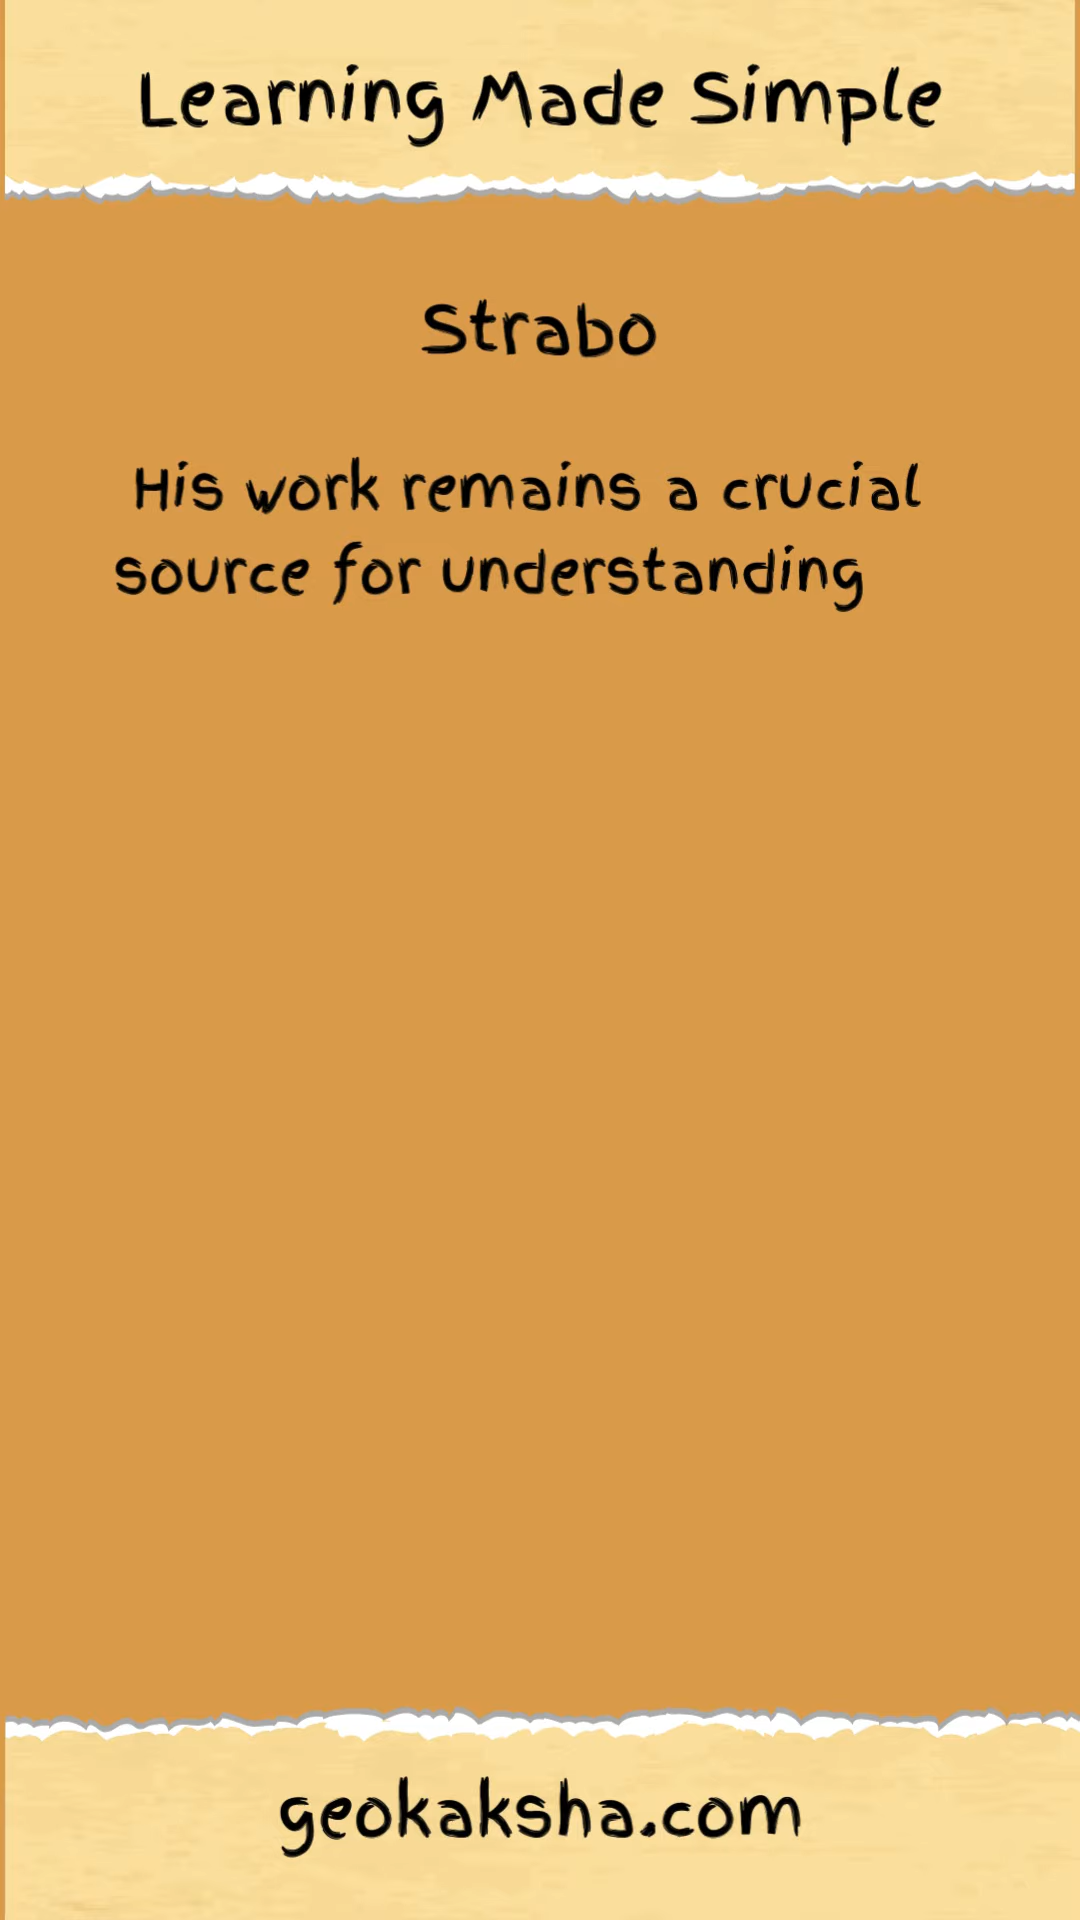 Learning Made Simple
Strabo
His work remains a crucial
source for understanding
geokaksha.com